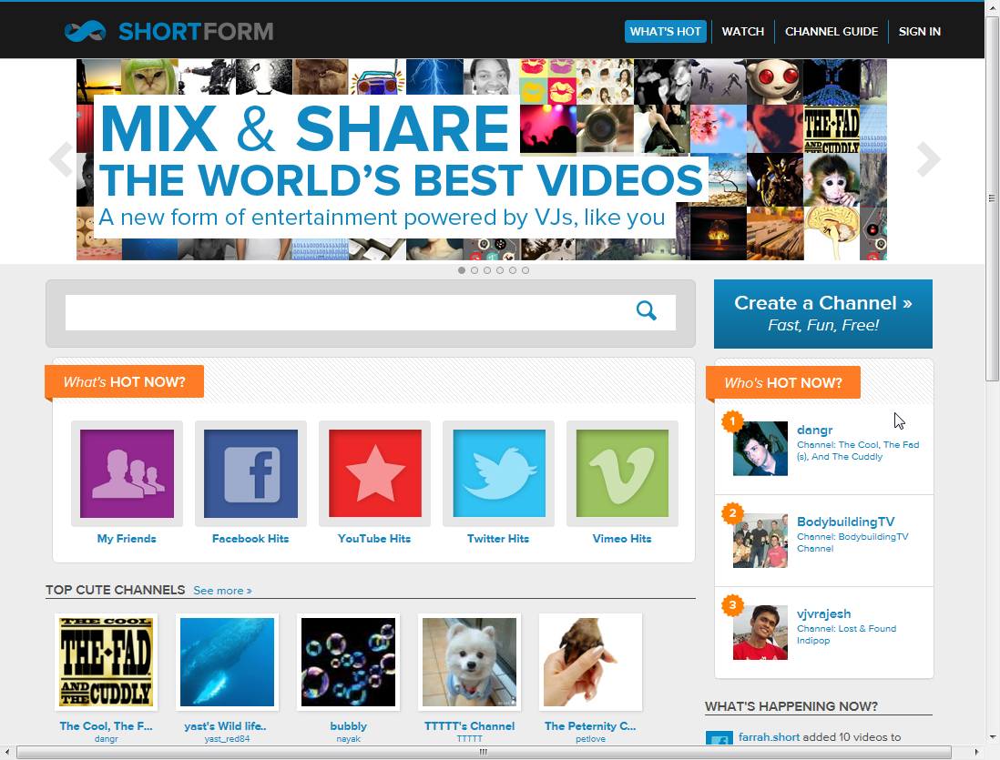 SHORTFORM
WHAT'S HOT
WATCH
CHANNEL GUIDE
SIGN IN
MIX & SHARE
THE WORLD'S BEST VIDEOS
A new form of entertainment powered by VJs, like you
THE FAD
AND THE CUDDLY
Create a Channel »
Fast, Fun, Free!
What's HOT NOW?
My Friends
Facebook Hits
YouTube Hits
Twitter Hits
Vimeo Hits
Who's HOT NOW?
1
dangr
Channel: The Cool, The Fad
(s), And The Cuddly
2
BodybuildingTV
Channel: BodybuildingTV
Channel
3
vjvrajesh
Channel: Lost & Found
Indipop
TOP CUTE CHANNELS See more »
THE COOL
THE FAD
AND THE CUDDLY
The Cool, The F...
dangr
yast's Wild life..
yast_red84
bubbly
nayak
TTTTT's Channel
TTTTT
The Peternity C...
petlove
WHAT'S HAPPENING NOW?
farrah.short added 10 videos to